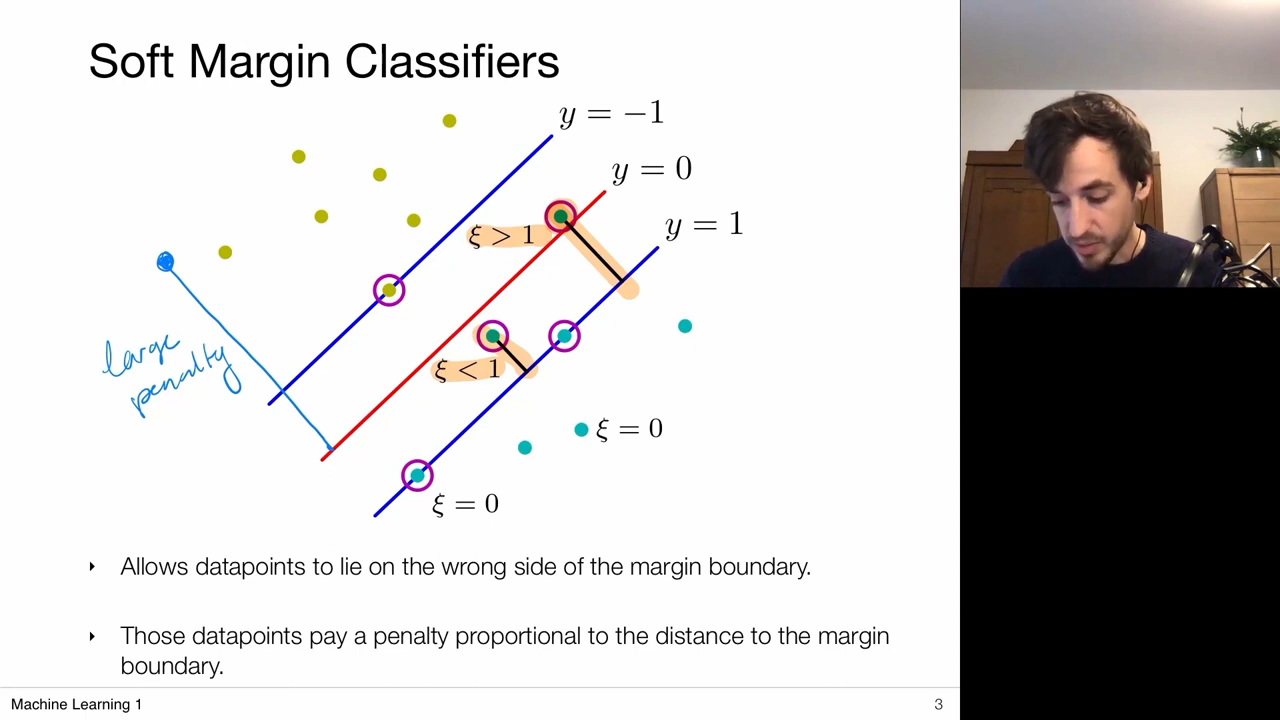 Soft Margin Classifiers
y = −1
y = 0
y = 1
ξ > 1
large
penalty
ξ < 1
ξ = 0
ξ = 0
‣ Allows datapoints to lie on the wrong side of the margin boundary.
‣ Those datapoints pay a penalty proportional to the distance to the margin
boundary.
Machine Learning 1
3